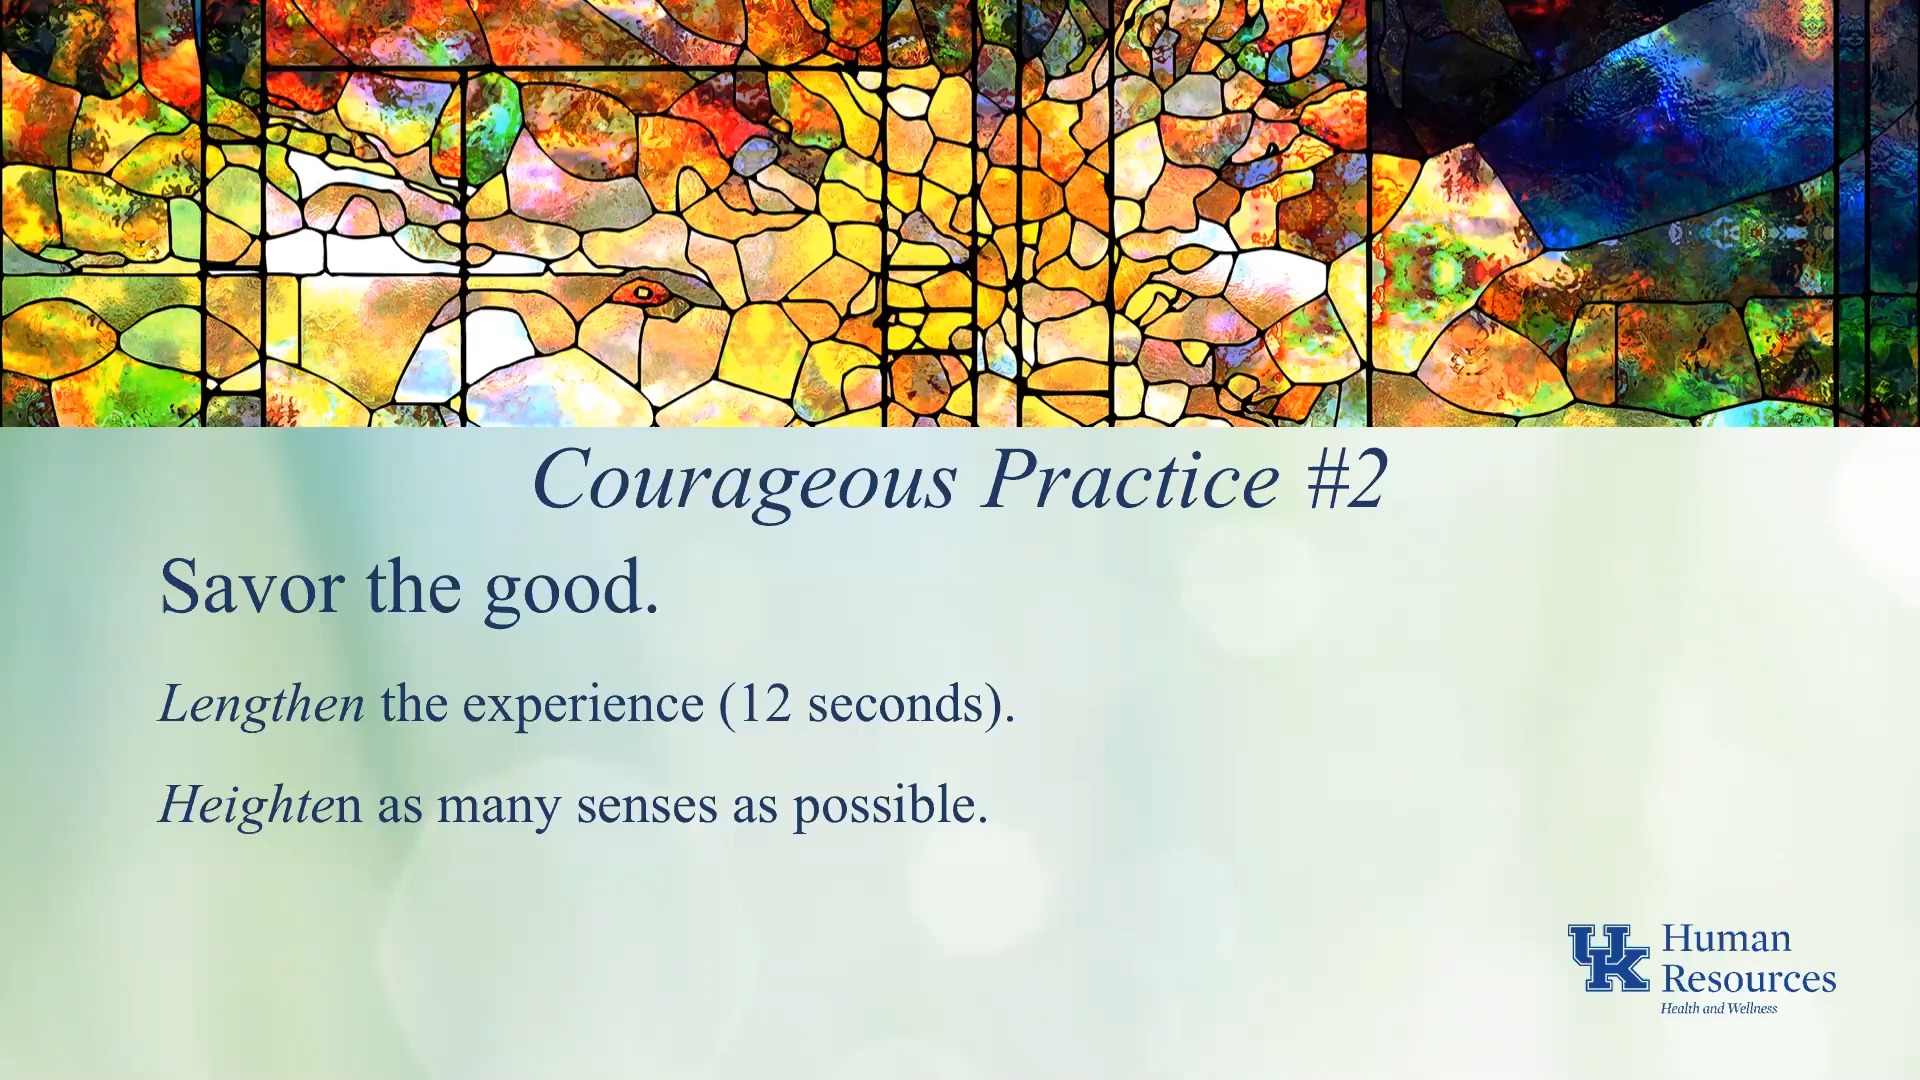 Courageous Practice #2
Savor the good.
Lengthen the experience (12 seconds).
Heighten as many senses as possible.
UK Human
Resources
Health and Wellness